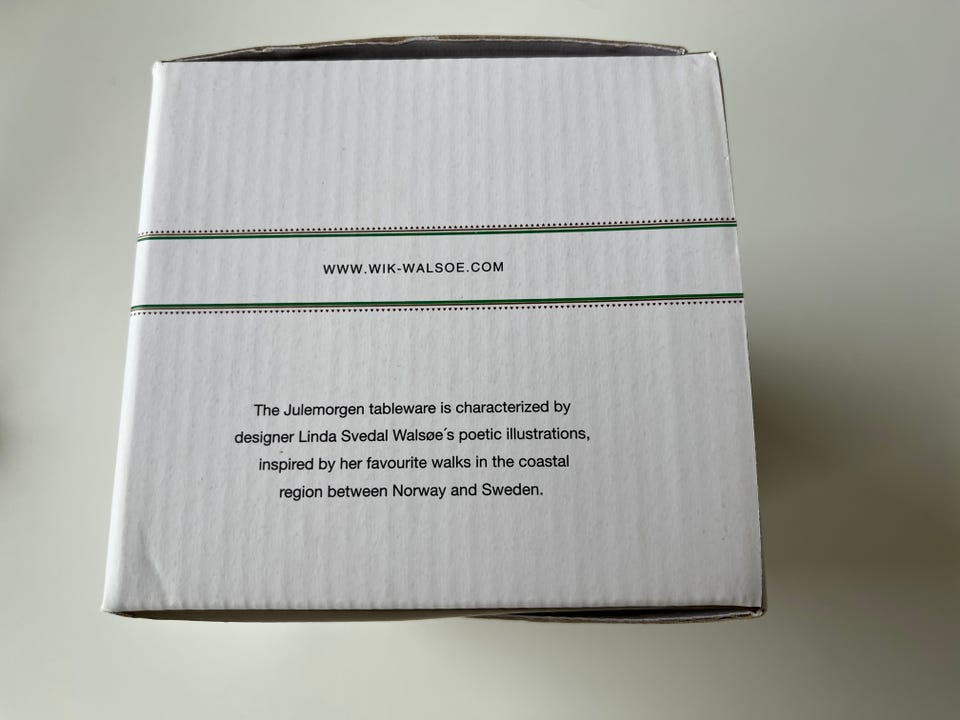 WWW.WIK-WALSOE.COM
The Julemorgen tableware is characterized by
designer Linda Svedal Walsøe´s poetic illustrations,
inspired by her favourite walks in the coastal
region between Norway and Sweden.